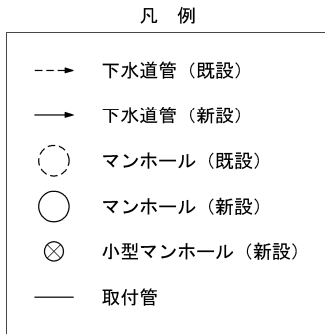 凡 例
下水道管（既設）
下水道管（新設）
マンホール（既設）
マンホール（新設）
小型マンホール（新設）
取付管